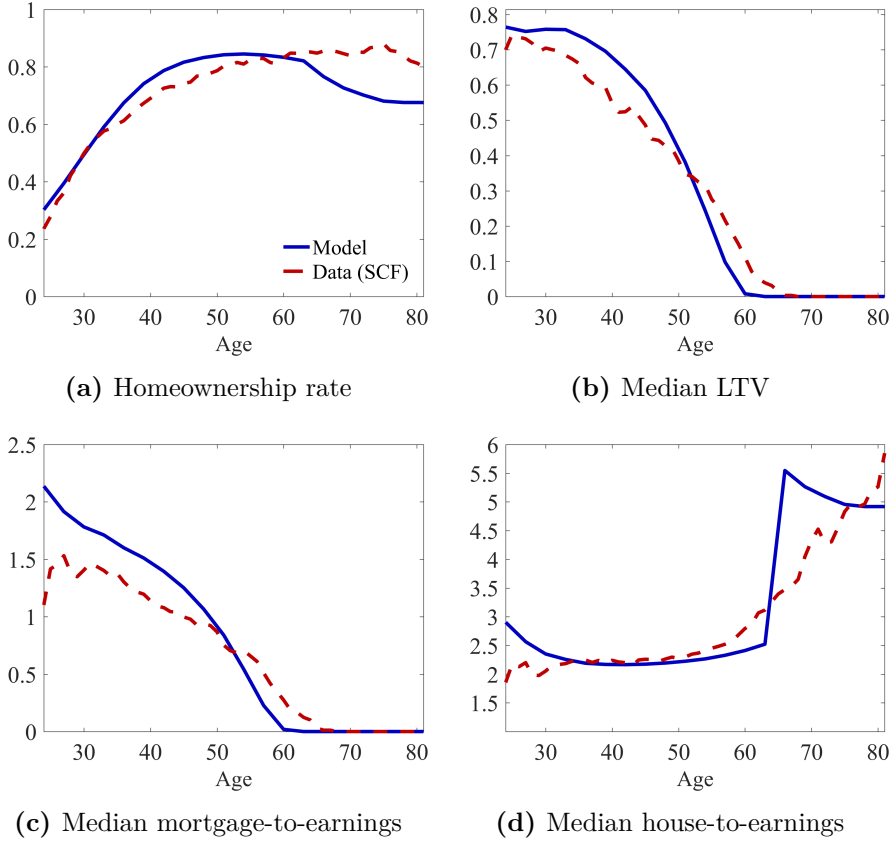 1
0.8
0.6
0.4
0.2
0
30 40 50 60 70 80
Age
Model
Data (SCF)
(a) Homeownership rate
0.8
0.7
0.6
0.5
0.4
0.3
0.2
0.1
0
30 40 50 60 70 80
Age
(b) Median LTV
2.5
2
1.5
1
0.5
0
30 40 50 60 70 80
Age
(c) Median mortgage-to-earnings
6
5.5
5
4.5
4
3.5
3
2.5
2
1.5
30 40 50 60 70 80
Age
(d) Median house-to-earnings